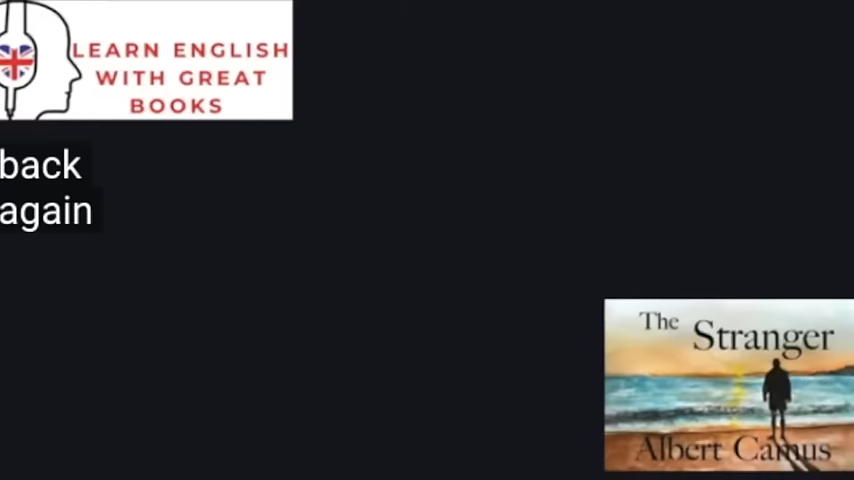 LEARN ENGLISH
WITH GREAT
BOOKS
back
again
The Stranger
Albert Camus